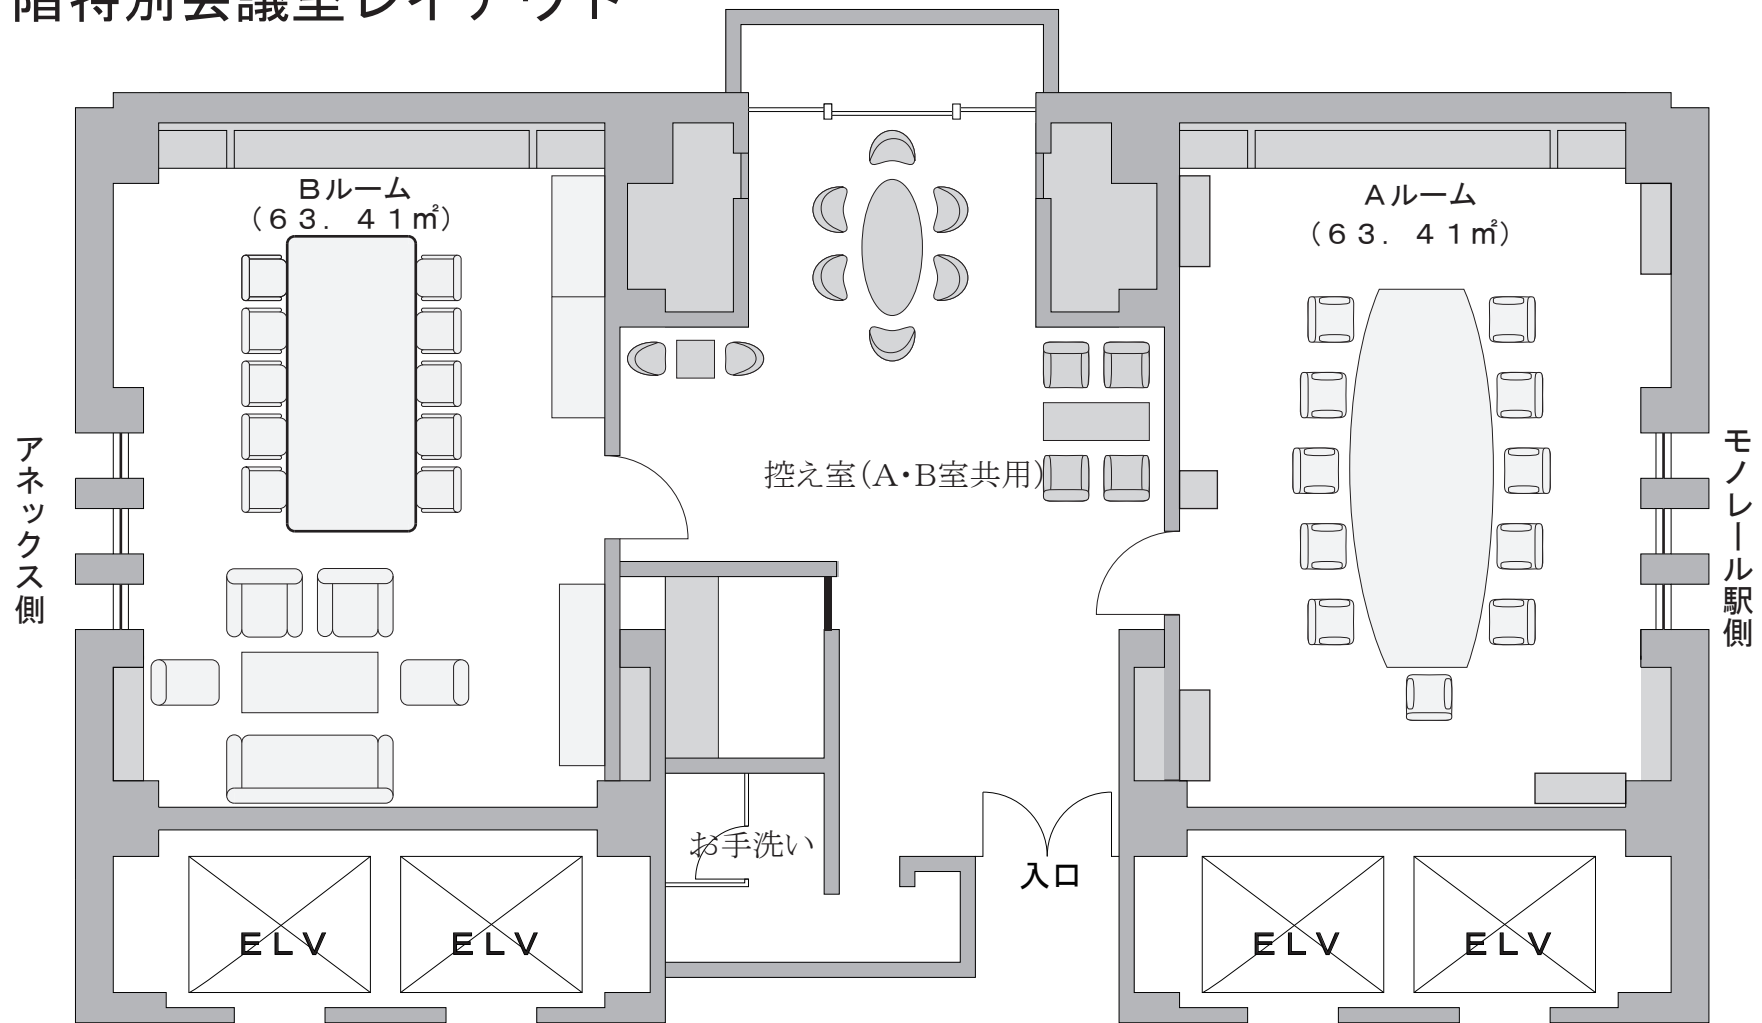 階特別会議室レイアウト
Bルーム
（６３．４１㎡）
Aルーム
（６３．４１㎡）
控え室（A・B室共用）
アネックス側
モノレール駅側
お手洗い
入口
ＥＬＶ
ＥＬＶ
ＥＬＶ
ＥＬＶ